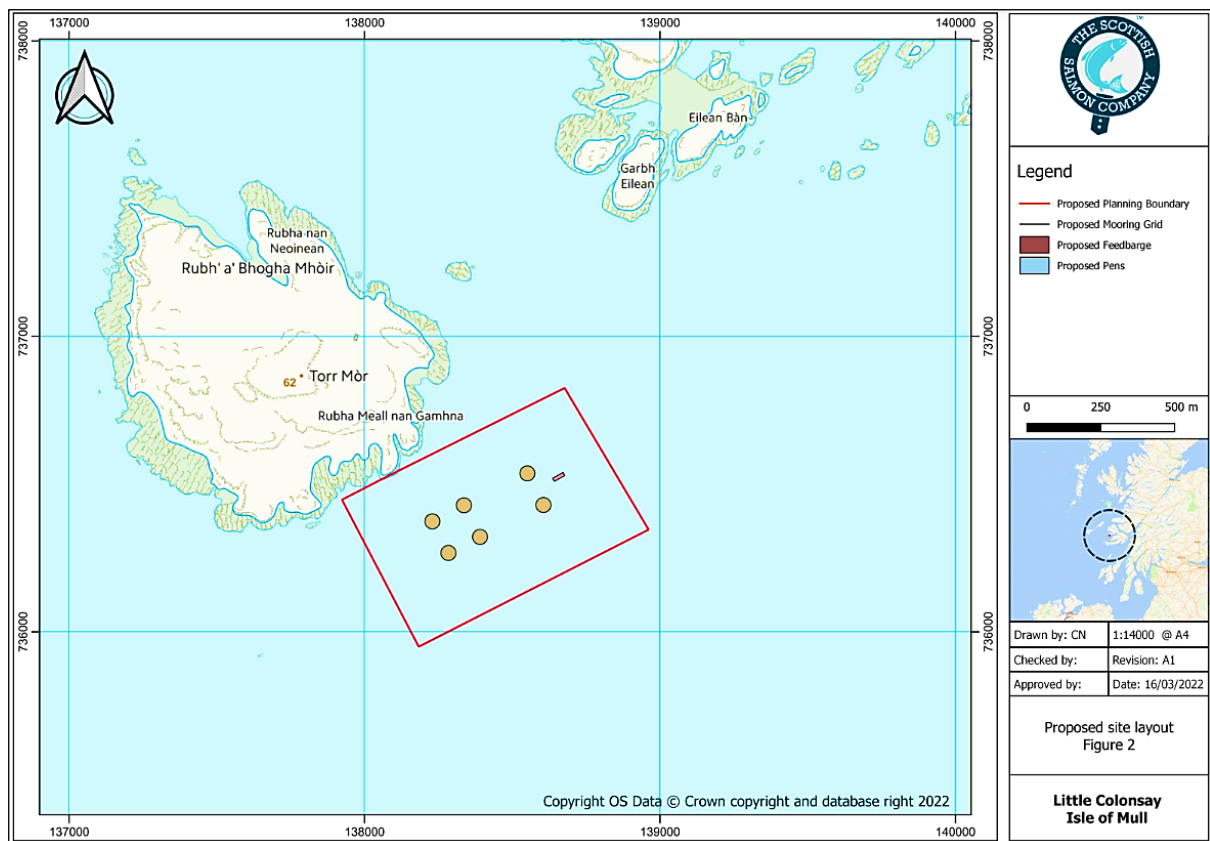 137000 138000 139000 140000
738000 738000
Eilean Bàn
Garbh
Eilean
Rubha nan
Neoinean
Rubh' a' Bhogha Mhòir
737000 737000
62 Torr Mòr
Rubha Meall nan Gamhna
736000 736000
Copyright OS Data © Crown copyright and database right 2022
137000 138000 139000 140000
THE SCOTTISH
SALMON COMPANY
TM
Legend
Proposed Planning Boundary
Proposed Mooring Grid
Proposed Feedbarge
Proposed Pens
0 250 500 m
Drawn by: CN 1:14000 @ A4
Checked by: Revision: A1
Approved by: Date: 16/03/2022
Proposed site layout
Figure 2
Little Colonsay
Isle of Mull